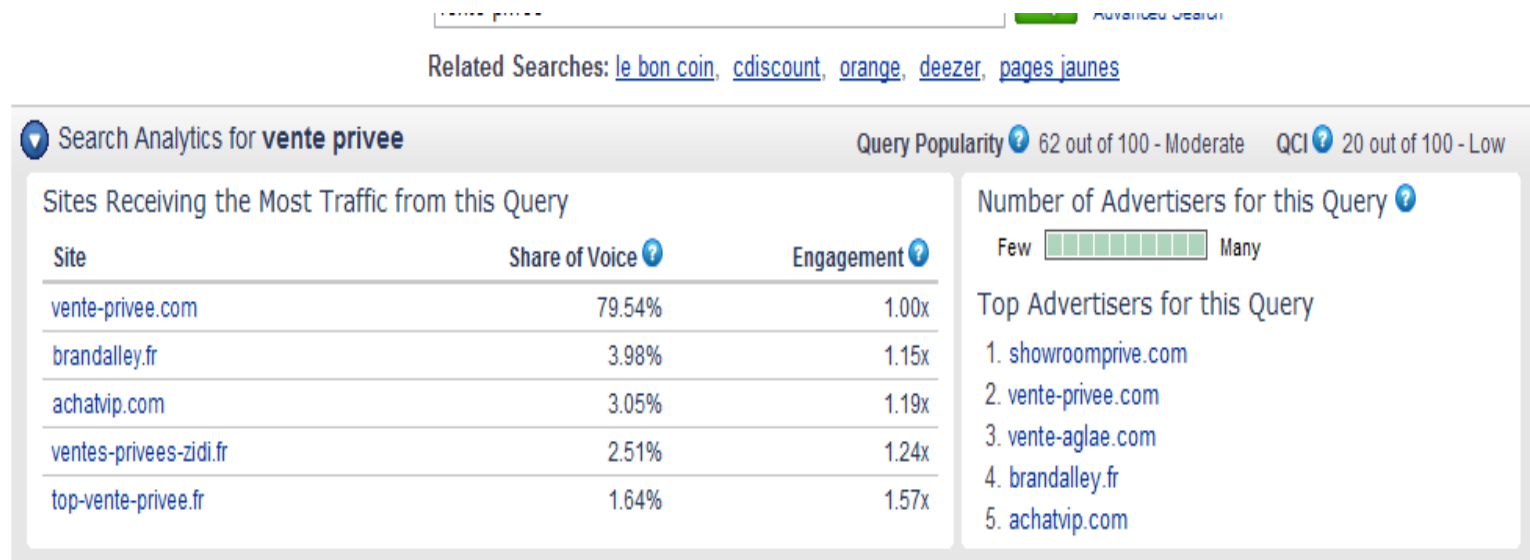 vente privee
Advanced Search
Related Searches: le bon coin, cdiscount, orange, deezer, pages jaunes
Search Analytics for vente privee
Query Popularity ? 62 out of 100 - Moderate QCI ? 20 out of 100 - Low
Sites Receiving the Most Traffic from this Query
Site Share of Voice ? Engagement ?
vente-privee.com 79.54% 1.00x
brandalley.fr 3.98% 1.15x
achatvip.com 3.05% 1.19x
ventes-privees-zidi.fr 2.51% 1.24x
top-vente-privee.fr 1.64% 1.57x
Number of Advertisers for this Query ?
Few Many
Top Advertisers for this Query
1. showroomprive.com
2. vente-privee.com
3. vente-aglae.com
4. brandalley.fr
5. achatvip.com